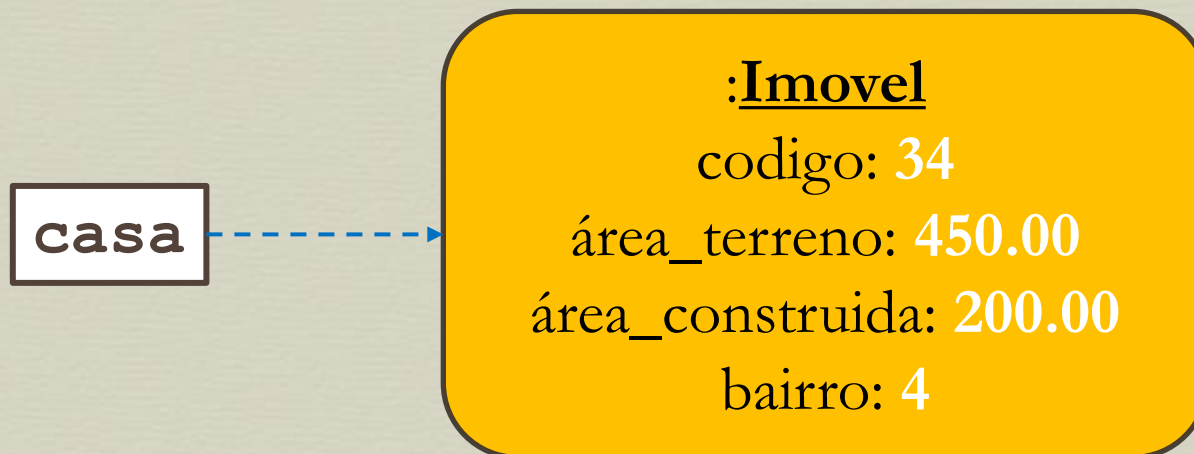 casa
:Imovel
codigo: 34
área_terreno: 450.00
área_construida: 200.00
bairro: 4